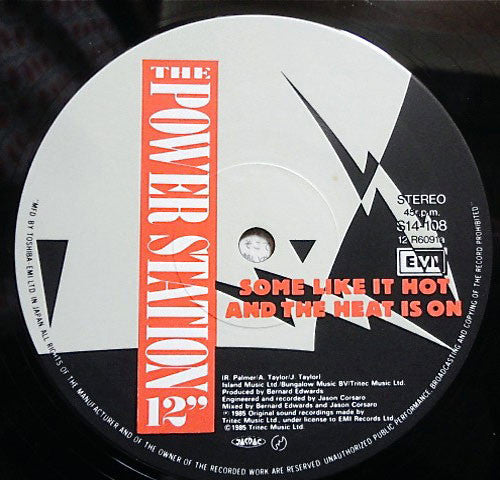 THE
POWER STATION
12"
STEREO
45r.p.m.
S14-108
12 R6091
EMI
SOME LIKE IT HOT
AND THE HEAT IS ON
(R. Palmer/A. Taylor/J. Taylor)
Island Music Ltd./Bungalow Music BV/Tritec Music Ltd.
Produced by Bernard Edwards
Engineered and recorded by Jason Corsaro
Mixed by Bernard Edwards and Jason Corsaro
℗ 1985 Original sound recordings made by
Tritec Music Ltd., under license to EMI Records Ltd.
©1985 Tritec Music Ltd.
JASRAC
"MFD BY TOSHIBA-EMI LTD. IN JAPAN. ALL RIGHTS OF THE MANUFACTURER AND OF THE OWNER OF THE RECORDED WORK ARE RESERVED. UNAUTHORIZED PUBLIC PERFORMANCE, BROADCASTING AND COPYING OF THE RECORD PROHIBITED"